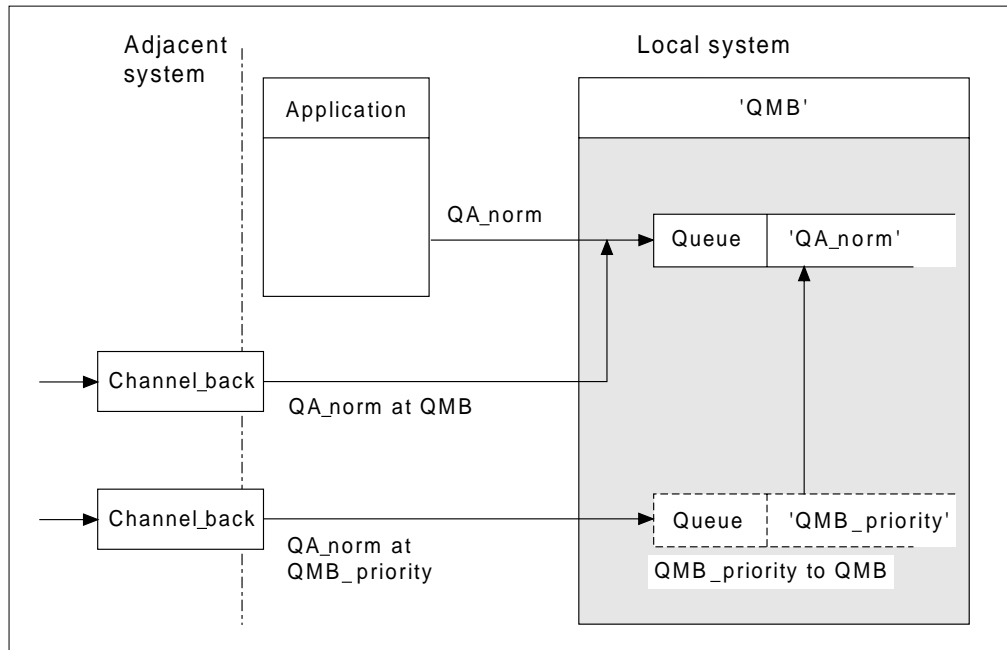 Adjacent
system
Local system
Application
'QMB'
QA_norm
Queue
'QA_norm'
Channel_back
QA_norm at QMB
Channel_back
Queue
'QMB_priority'
QA_norm at
QMB_priority
QMB_priority to QMB